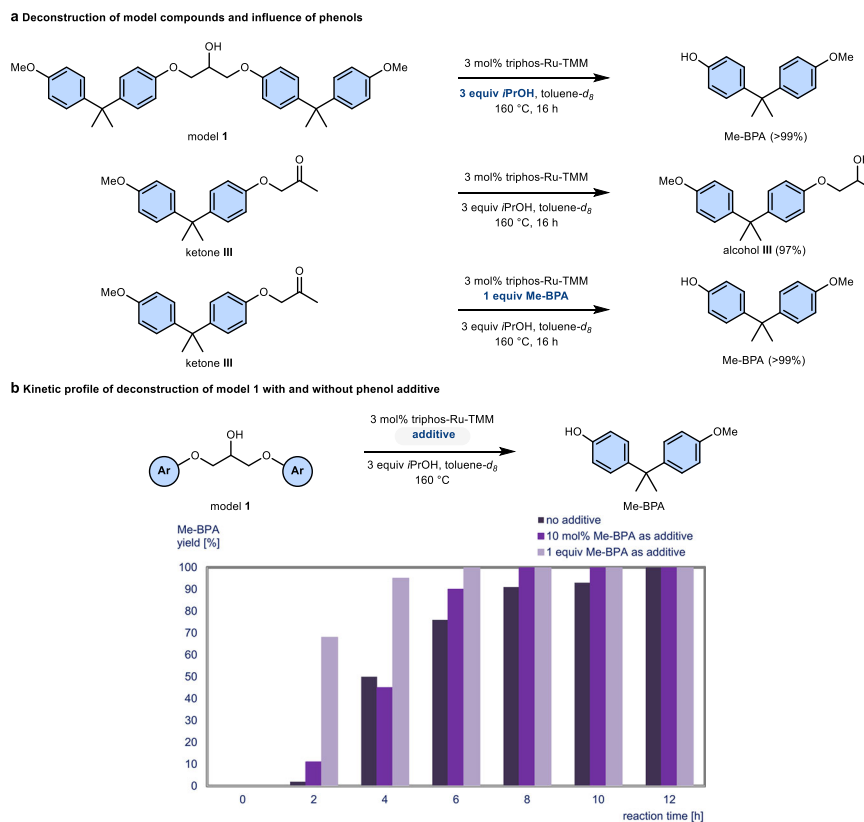 a Deconstruction of model compounds and influence of phenols
OH
MeO
O
O
OMe
model 1
3 mol% triphos-Ru-TMM
3 equiv iPrOH, toluene-d8
160 °C, 16 h
HO
OMe
Me-BPA (>99%)
MeO
O
O
ketone III
3 mol% triphos-Ru-TMM
3 equiv iPrOH, toluene-d8
160 °C, 16 h
OH
MeO
O
alcohol III (97%)
MeO
O
O
ketone III
3 mol% triphos-Ru-TMM
1 equiv Me-BPA
3 equiv iPrOH, toluene-d8
160 °C, 16 h
HO
OMe
Me-BPA (>99%)
b Kinetic profile of deconstruction of model 1 with and without phenol additive
OH
O
O
Ar
Ar
model 1
3 mol% triphos-Ru-TMM
additive
3 equiv iPrOH, toluene-d8
160 °C
HO
OMe
Me-BPA
Me-BPA
yield [%]
no additive
10 mol% Me-BPA as additive
1 equiv Me-BPA as additive
100
90
80
70
60
50
40
30
20
10
0
0 2 4 6 8 10 12
reaction time [h]